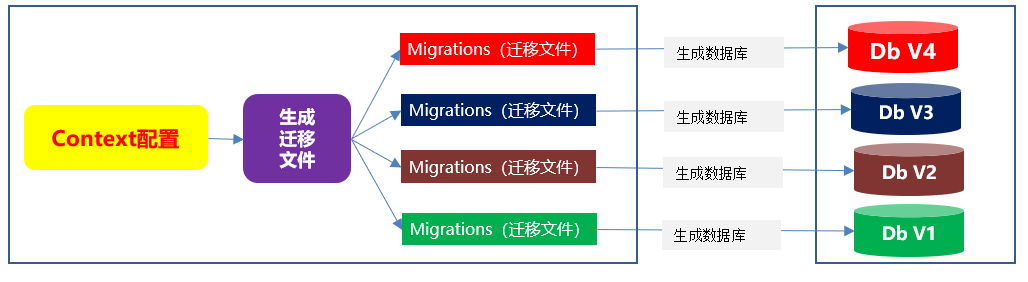 Context配置
生成
迁移
文件
Migrations（迁移文件）
生成数据库
Db V4
Migrations（迁移文件）
生成数据库
Db V3
Migrations（迁移文件）
生成数据库
Db V2
Migrations（迁移文件）
生成数据库
Db V1